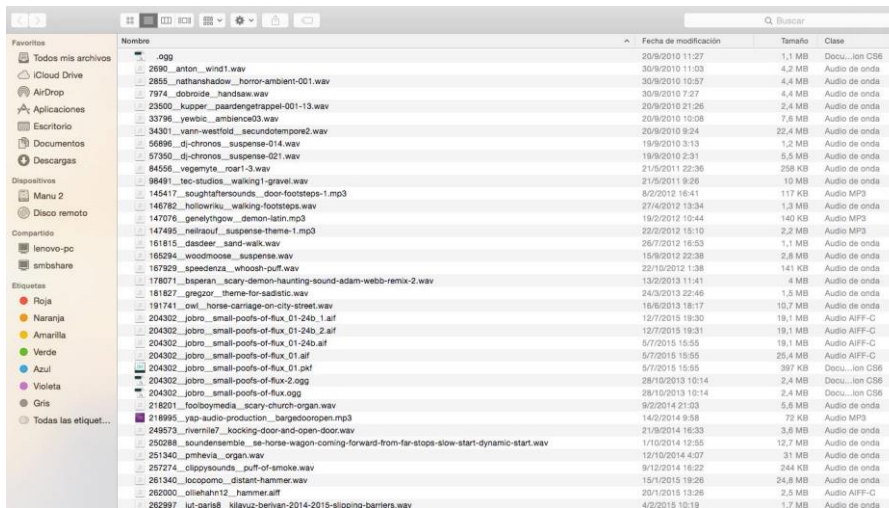 Buscar
Favoritos
Todos mis archivos
iCloud Drive
AirDrop
Aplicaciones
Escritorio
Documentos
Descargas
Dispositivos
Manu 2
Disco remoto
Compartido
lenovo-pc
smbshare
Etiquetas
Roja
Naranja
Amarilla
Verde
Azul
Violeta
Gris
Todas las etiquet...
Nombre Fecha de modificación Tamaño Clase
.ogg 20/9/2010 11:27 1,1 MB Docu...ion CS6
2690__anton__wind1.wav 30/9/2010 11:03 4,2 MB Audio de onda
2855__nathanshadow__horror-ambient-001.wav 30/9/2010 10:57 4,4 MB Audio de onda
7974__dobroide__handsaw.wav 30/9/2010 7:27 4,4 MB Audio de onda
23500__kupper__paardengetrappel-001-13.wav 30/9/2010 21:26 2,4 MB Audio de onda
33796__yewbic__ambience03.wav 20/9/2010 10:08 7,6 MB Audio de onda
34301__vann-westfold__secundotempore2.wav 20/9/2010 9:24 22,4 MB Audio de onda
56896__dj-chronos__suspense-014.wav 19/9/2010 3:13 1,2 MB Audio de onda
57350__dj-chronos__suspense-021.wav 19/9/2010 2:31 5,5 MB Audio de onda
84556__vegemyte__roar1-3.wav 21/5/2011 22:36 258 KB Audio de onda
98491__tec-studios__walking1-gravel.wav 21/5/2011 9:26 10 MB Audio de onda
145417__soughtaftersounds__door-footsteps-1.mp3 8/2/2012 16:41 117 KB Audio MP3
146782__hollowriku__walking-footsteps.wav 27/4/2012 13:34 1,3 MB Audio de onda
147076__genelythgow__demon-latin.mp3 19/2/2012 10:44 140 KB Audio MP3
147495__neilraouf__suspense-theme-1.mp3 22/2/2012 15:10 2,2 MB Audio MP3
161815__dasdeer__sand-walk.wav 26/7/2012 16:53 1,1 MB Audio de onda
165294__woodmoose__suspense.wav 15/9/2012 22:38 2,8 MB Audio de onda
167929__speedenza__whoosh-puff.wav 22/10/2012 1:38 141 KB Audio de onda
178071__bsperan__scary-demon-haunting-sound-adam-webb-remix-2.wav 13/2/2013 11:41 4 MB Audio de onda
181827__gregzor__theme-for-sadistic.wav 24/3/2013 22:46 1,5 MB Audio de onda
191741__owl__horse-carriage-on-city-street.wav 16/6/2013 18:17 10,7 MB Audio de onda
204302__jobro__small-poofs-of-flux_01-24b_1.aif 12/7/2015 19:30 19,1 MB Audio AIFF-C
204302__jobro__small-poofs-of-flux_01-24b_2.aif 12/7/2015 19:31 19,1 MB Audio AIFF-C
204302__jobro__small-poofs-of-flux_01-24b.aif 5/7/2015 15:55 19,1 MB Audio AIFF-C
204302__jobro__small-poofs-of-flux_01.aif 5/7/2015 15:55 25,4 MB Audio AIFF-C
204302__jobro__small-poofs-of-flux_01.pkf 5/7/2015 15:55 397 KB Docu...ion CS6
204302__jobro__small-poofs-of-flux-2.ogg 28/10/2013 10:14 2,4 MB Docu...ion CS6
204302__jobro__small-poofs-of-flux.ogg 28/10/2013 10:14 2,4 MB Docu...ion CS6
218201__foolboymedia__scary-church-organ.wav 9/2/2014 21:03 5,6 MB Audio de onda
218995__yap-audio-production__bargedooropen.mp3 14/2/2014 9:58 72 KB Audio MP3
249573__rivernile7__kocking-door-and-open-door.wav 21/9/2014 16:33 3,6 MB Audio de onda
250288__soundensemble__se-horse-wagon-coming-forward-from-far-stops-slow-start-dynamic-start.wav 1/10/2014 12:55 12,7 MB Audio de onda
251340__pmhevia__organ.wav 12/10/2014 4:07 31 MB Audio de onda
257274__clippysounds__puff-of-smoke.wav 9/12/2014 16:22 244 KB Audio de onda
261340__locopomo__distant-hammer.wav 15/1/2015 19:26 24,8 MB Audio de onda
262000__olliehahn12__hammer.aiff 20/1/2015 13:26 2,5 MB Audio AIFF-C
262997__iut-paris8__kilavuz-berivan-2014-2015-slipping-barriers.wav 4/2/2015 10:19 1,7 MB Audio de onda